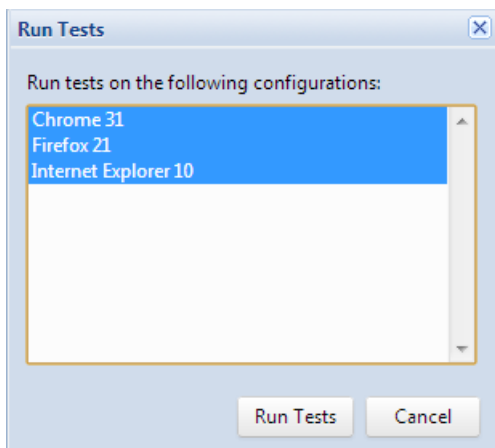 Run Tests
Run tests on the following configurations:
Chrome 31
Firefox 21
Internet Explorer 10
Run Tests
Cancel